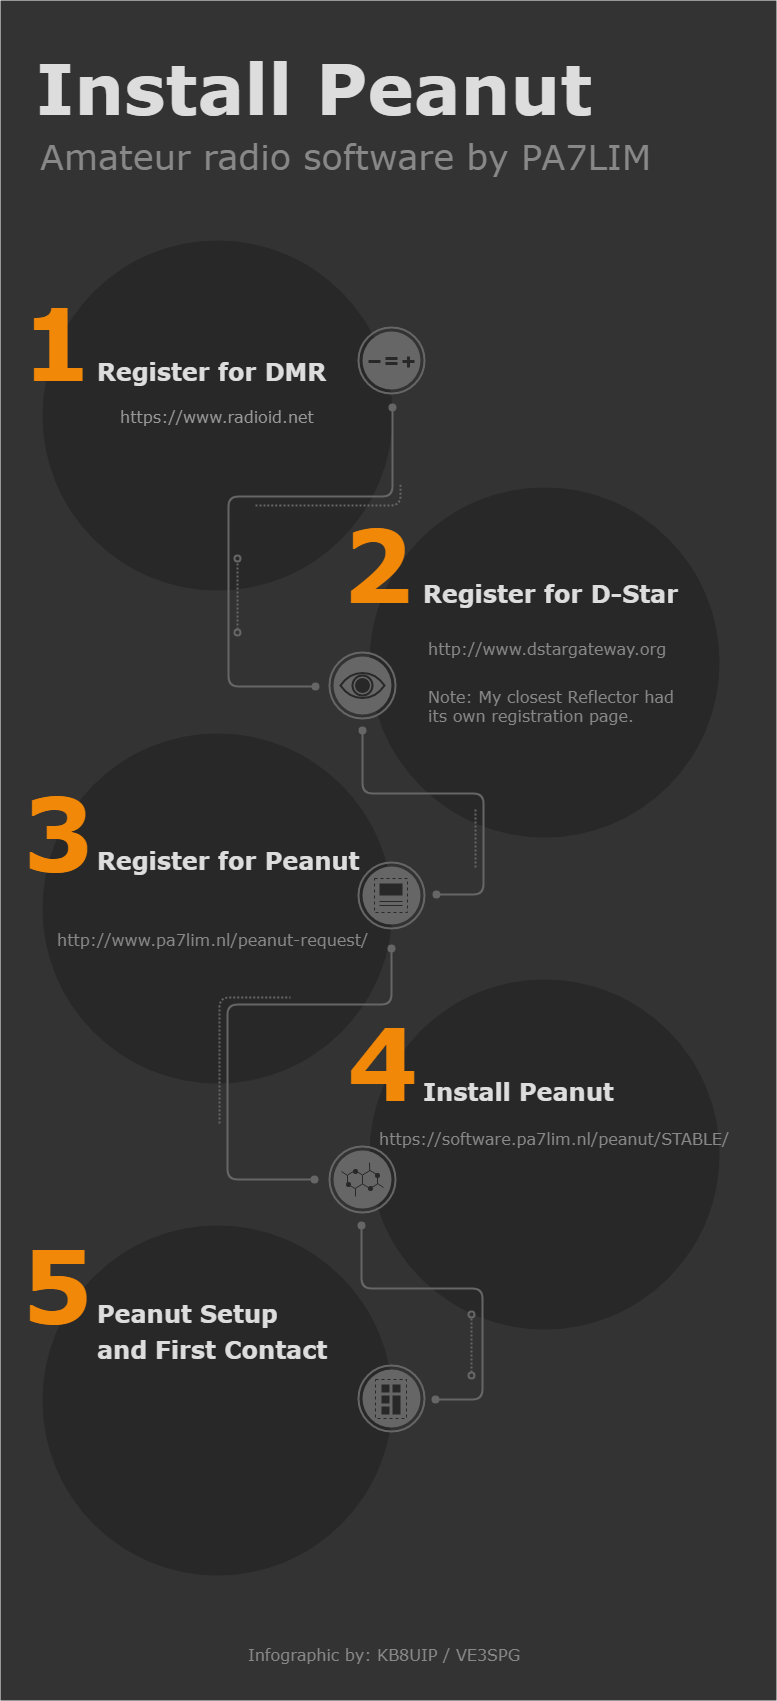 Install Peanut
Amateur radio software by PA7LIM
1
Register for DMR
https://www.radioid.net
2
Register for D-Star
http://www.dstargateway.org
Note: My closest Reflector had
its own registration page.
3
Register for Peanut
http://www.pa7lim.nl/peanut-request/
4
Install Peanut
https://software.pa7lim.nl/peanut/STABLE/
5
Peanut Setup
and First Contact
Infographic by: KB8UIP / VE3SPG